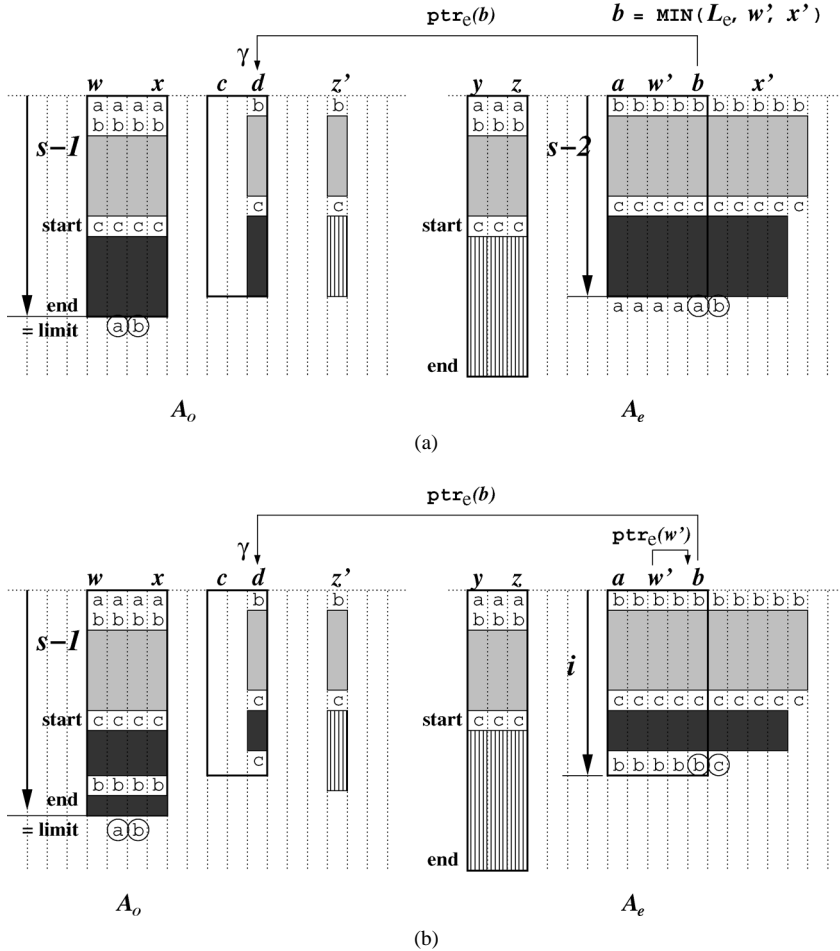 ptrₑ(b) b = MIN(Lₑ, w', x')
γ
w x c d z' y z a w' b x'
a a a a b b a a a b b b b b b b b b b
b b b b b b b
s−1 s−2
c c c c c c c c c c c c c c c
start c c c c start c c c
end a a a a a b
= limit a b
end
Aₒ Aₑ
(a)
ptrₑ(b)
ptrₑ(w')
γ
w x c d z' y z a w' b x'
a a a a b b a a a b b b b b b b b b b
b b b b b b b
s−1 i
c c c c c c c c c c c c
start c c c c start c c c
c b b b b b c
b b b b
end
= limit a b
end
Aₒ Aₑ
(b)